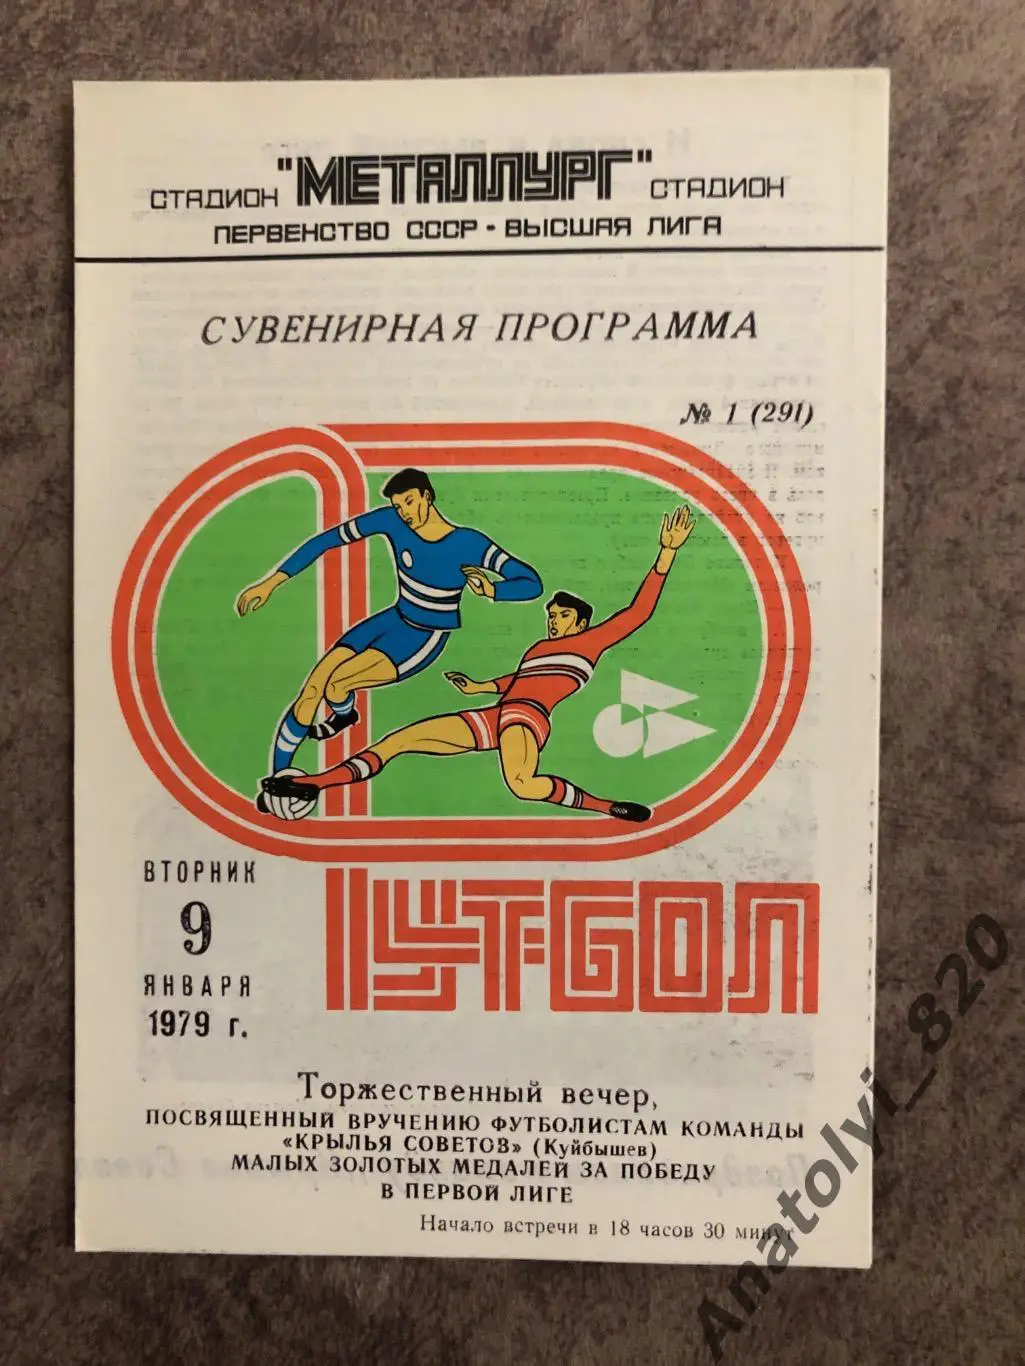 СТАДИОН "МЕТАЛЛУРГ" СТАДИОН
ПЕРВЕНСТВО СССР • ВЫСШАЯ ЛИГА
СУВЕНИРНАЯ ПРОГРАММА
№ 1 (291)
ВТОРНИК
9
ЯНВАРЯ
1979 г.
ФУТБОЛ
Торжественный вечер,
ПОСВЯЩЕННЫЙ ВРУЧЕНИЮ ФУТБОЛИСТАМ КОМАНДЫ
«КРЫЛЬЯ СОВЕТОВ» (Куйбышев)
МАЛЫХ ЗОЛОТЫХ МЕДАЛЕЙ ЗА ПОБЕДУ
В ПЕРВОЙ ЛИГЕ
Начало встречи в 18 часов 30 минут
Anatolyi_820